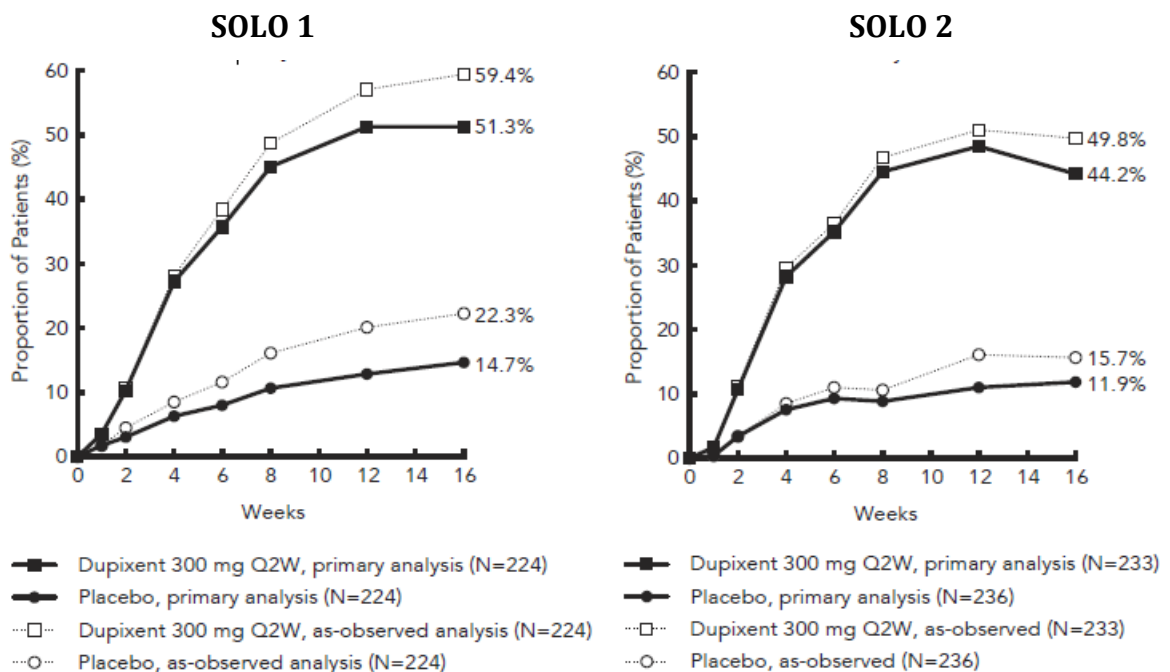 SOLO 1
60
50
40
30
20
10
0
Proportion of Patients (%)
59.4%
51.3%
22.3%
14.7%
0 2 4 6 8 10 12 14 16
Weeks
Dupixent 300 mg Q2W, primary analysis (N=224)
Placebo, primary analysis (N=224)
Dupixent 300 mg Q2W, as-observed analysis (N=224)
Placebo, as-observed analysis (N=224)
SOLO 2
60
50
40
30
20
10
0
Proportion of Patients (%)
49.8%
44.2%
15.7%
11.9%
0 2 4 6 8 10 12 14 16
Weeks
Dupixent 300 mg Q2W, primary analysis (N=233)
Placebo, primary analysis (N=236)
Dupixent 300 mg Q2W, as-observed (N=233)
Placebo, as-observed (N=236)